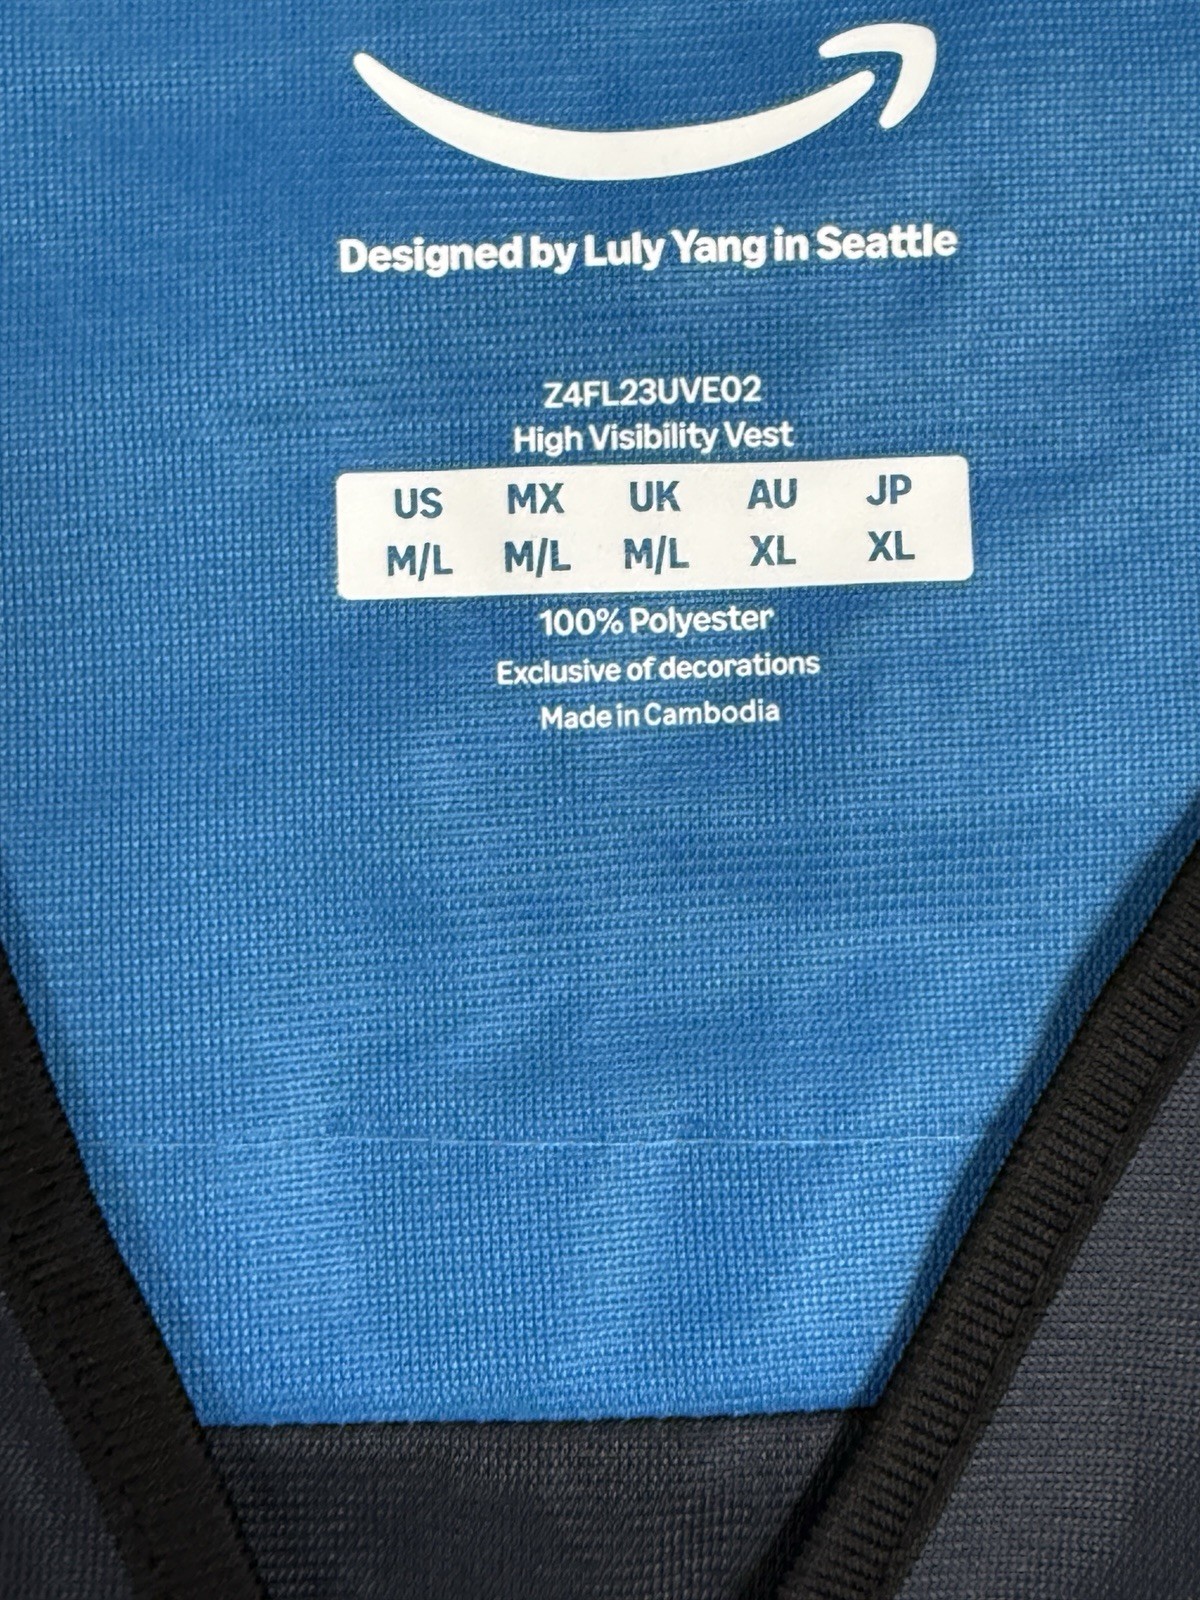 Designed by Luly Yang in Seattle
Z4FL23UVE02
High Visibility Vest
US MX UK AU JP
M/L M/L M/L XL XL
100% Polyester
Exclusive of decorations
Made in Cambodia